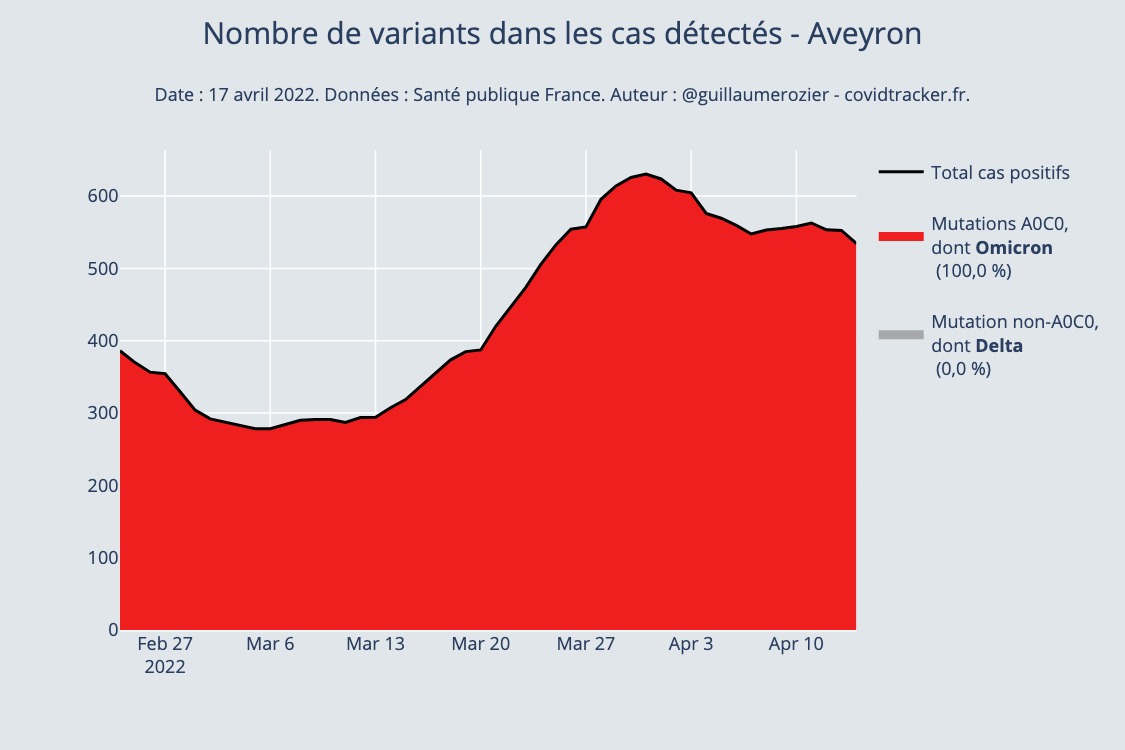 Nombre de variants dans les cas détectés - Aveyron
Date : 17 avril 2022. Données : Santé publique France. Auteur : @guillaumerozier - covidtracker.fr.
Total cas positifs
Mutations A0C0,
dont Omicron
(100,0 %)
Mutation non-A0C0,
dont Delta
(0,0 %)
600
500
400
300
200
100
0
Feb 27
2022
Mar 6
Mar 13
Mar 20
Mar 27
Apr 3
Apr 10